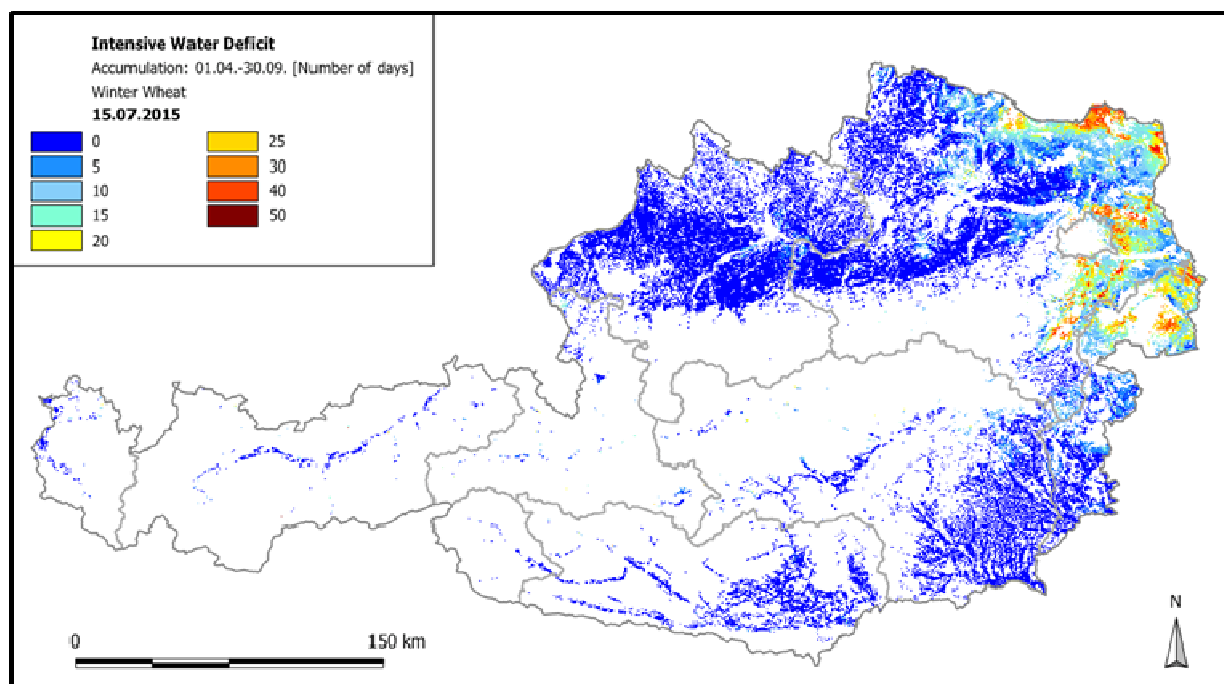 Intensive Water Deficit
Accumulation: 01.04.-30.09. [Number of days]
Winter Wheat
15.07.2015
0
5
10
15
20
25
30
40
50
0
150 km
N